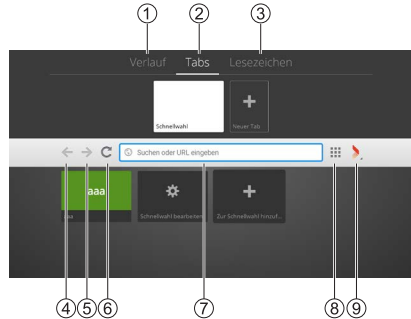 ① ② ③
Verlauf Tabs Lesezeichen
Schnellwahl
Neuer Tab
Suchen oder URL eingeben
aaa
aaa
Schnellwahl bearbeiten
Zur Schnellwahl hinzuf...
④ ⑤ ⑥ ⑦ ⑧ ⑨